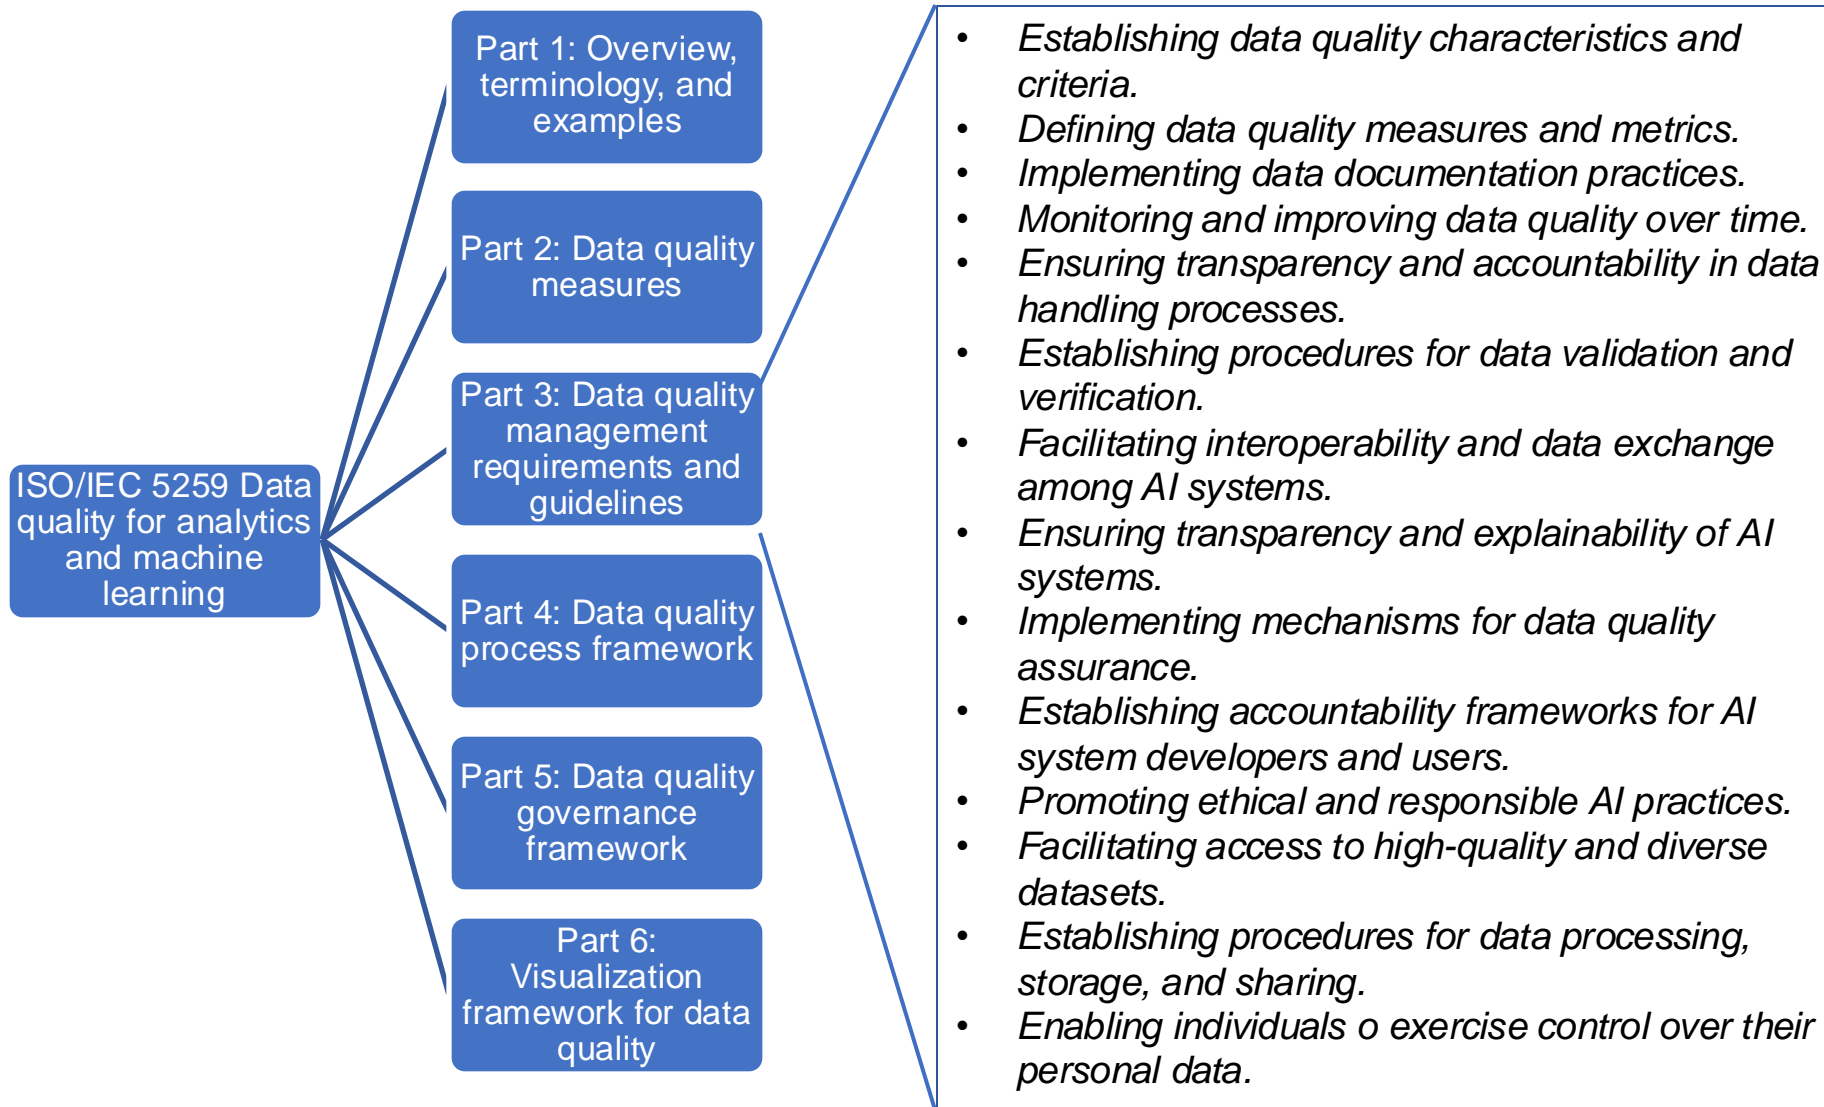 ISO/IEC 5259 Data
quality for analytics
and machine
learning
Part 1: Overview,
terminology, and
examples
Part 2: Data quality
measures
Part 3: Data quality
management
requirements and
guidelines
Part 4: Data quality
process framework
Part 5: Data quality
governance
framework
Part 6:
Visualization
framework for data
quality
• Establishing data quality characteristics and
criteria.
• Defining data quality measures and metrics.
• Implementing data documentation practices.
• Monitoring and improving data quality over time.
• Ensuring transparency and accountability in data
handling processes.
• Establishing procedures for data validation and
verification.
• Facilitating interoperability and data exchange
among AI systems.
• Ensuring transparency and explainability of AI
systems.
• Implementing mechanisms for data quality
assurance.
• Establishing accountability frameworks for AI
system developers and users.
• Promoting ethical and responsible AI practices.
• Facilitating access to high-quality and diverse
datasets.
• Establishing procedures for data processing,
storage, and sharing.
• Enabling individuals o exercise control over their
personal data.